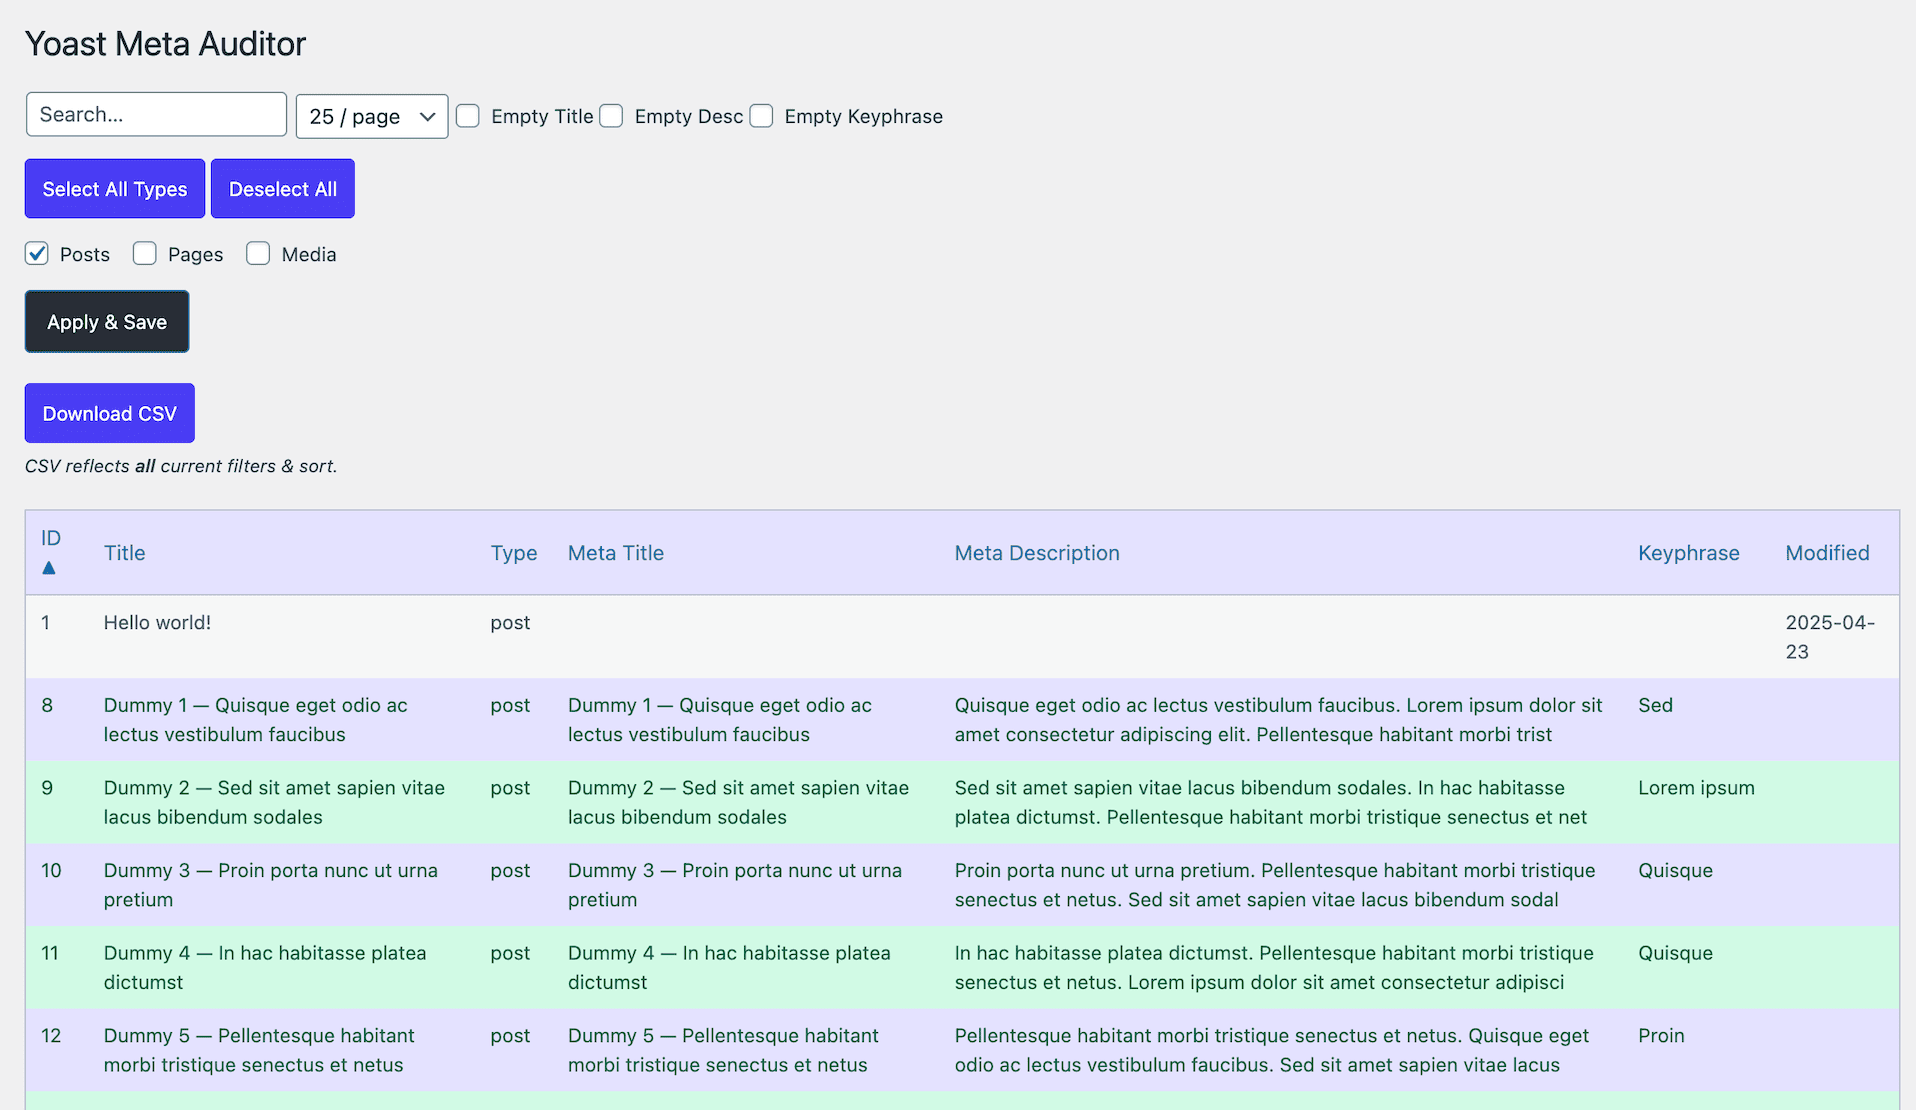 Yoast Meta Auditor
Search... 25 / page Empty Title Empty Desc Empty Keyphrase
Select All Types Deselect All
Posts Pages Media
Apply & Save
Download CSV
CSV reflects all current filters & sort.
ID ▲ Title Type Meta Title Meta Description Keyphrase Modified
1 Hello world! post 2025-04-
23
8 Dummy 1 — Quisque eget odio ac post Dummy 1 — Quisque eget odio ac Quisque eget odio ac lectus vestibulum faucibus. Lorem ipsum dolor sit Sed
lectus vestibulum faucibus lectus vestibulum faucibus amet consectetur adipiscing elit. Pellentesque habitant morbi trist
9 Dummy 2 — Sed sit amet sapien vitae post Dummy 2 — Sed sit amet sapien vitae Sed sit amet sapien vitae lacus bibendum sodales. In hac habitasse Lorem ipsum
lacus bibendum sodales lacus bibendum sodales platea dictumst. Pellentesque habitant morbi tristique senectus et net
10 Dummy 3 — Proin porta nunc ut urna post Dummy 3 — Proin porta nunc ut urna Proin porta nunc ut urna pretium. Pellentesque habitant morbi tristique Quisque
pretium pretium senectus et netus. Sed sit amet sapien vitae lacus bibendum sodal
11 Dummy 4 — In hac habitasse platea post Dummy 4 — In hac habitasse platea In hac habitasse platea dictumst. Pellentesque habitant morbi tristique Quisque
dictumst dictumst senectus et netus. Lorem ipsum dolor sit amet consectetur adipisci
12 Dummy 5 — Pellentesque habitant post Dummy 5 — Pellentesque habitant Pellentesque habitant morbi tristique senectus et netus. Quisque eget Proin
morbi tristique senectus et netus morbi tristique senectus et netus odio ac lectus vestibulum faucibus. Sed sit amet sapien vitae lacus